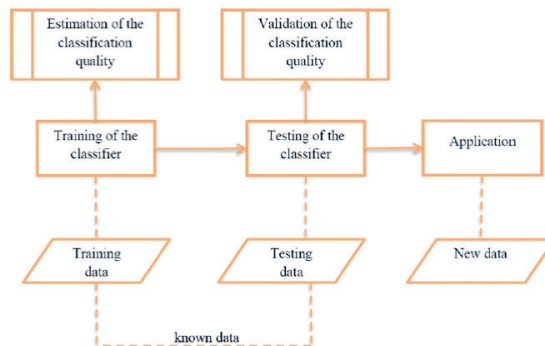 Estimation of the
classification
quality
Validation of the
classification
quality
Training of the
classifier
Testing of the
classifier
Application
Training
data
Testing
data
New data
known data